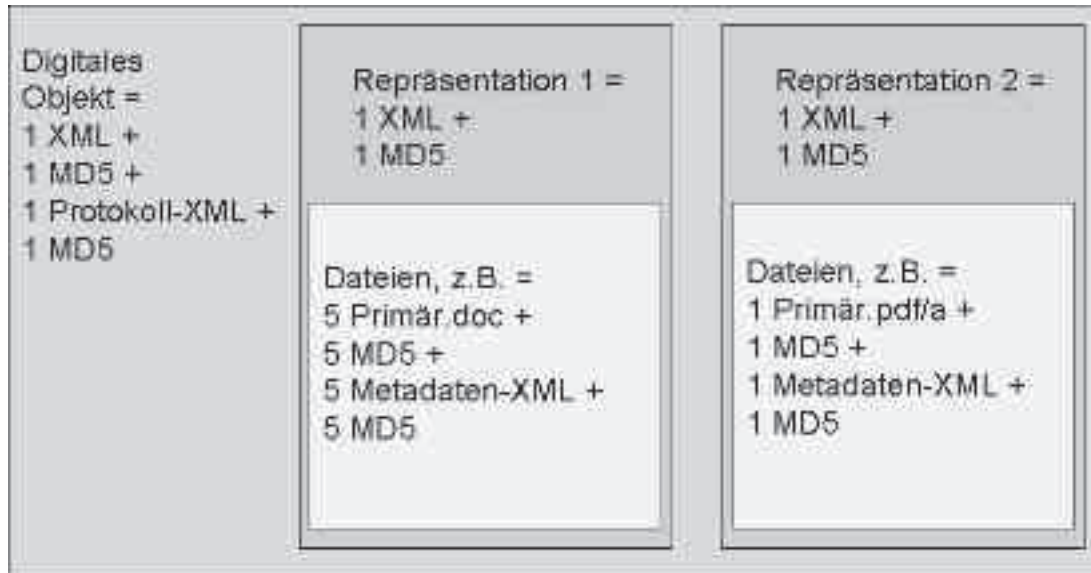 Digitales
Objekt =
1 XML +
1 MD5 +
1 Protokoll-XML +
1 MD5
Repräsentation 1 =
1 XML +
1 MD5
Dateien, z.B. =
5 Primär.doc +
5 MD5 +
5 Metadaten-XML +
5 MD5
Repräsentation 2 =
1 XML +
1 MD5
Dateien, z.B. =
1 Primär.pdf/a +
1 MD5 +
1 Metadaten-XML +
1 MD5